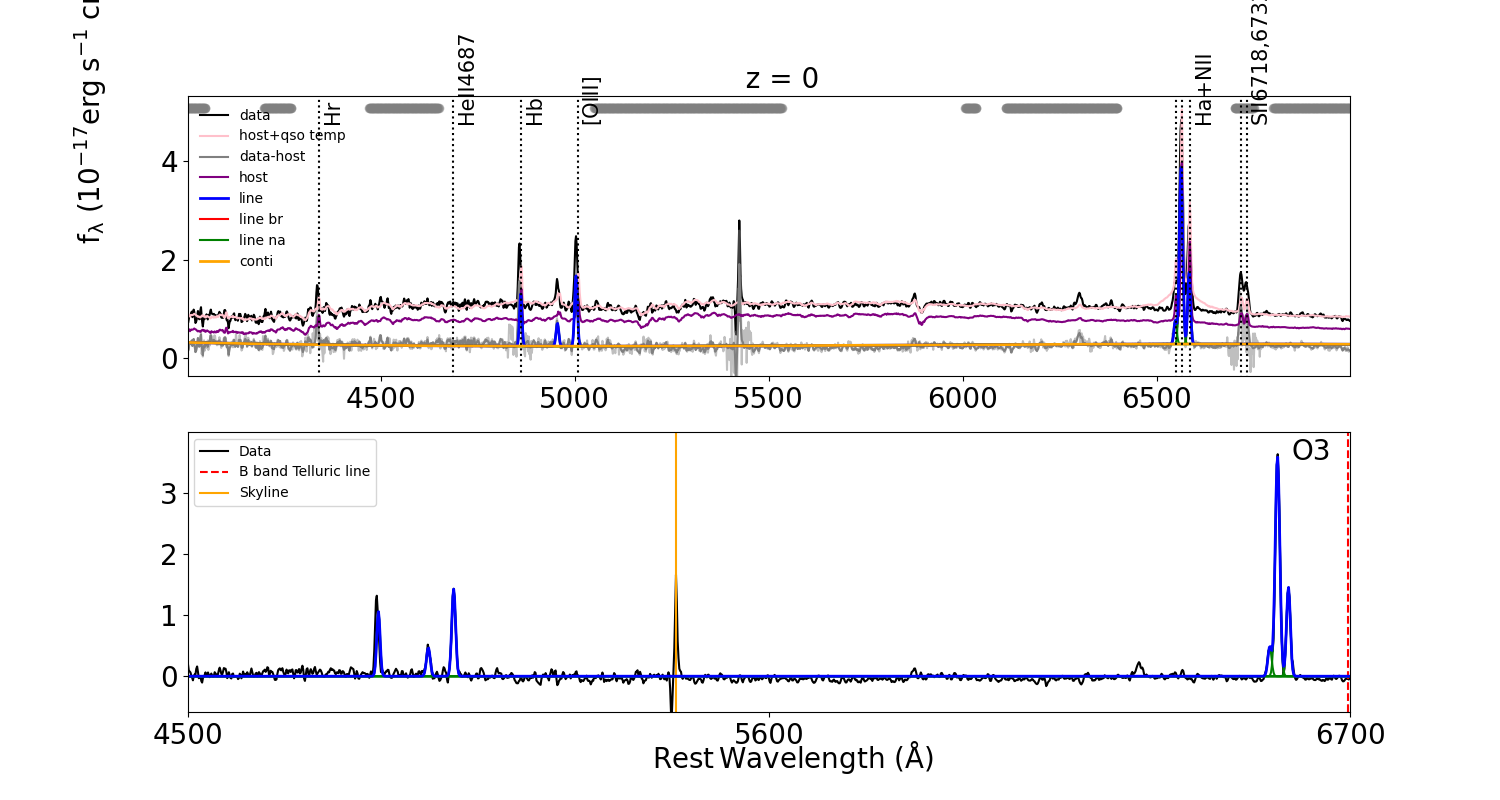 z = 0
f_λ (10⁻¹⁷erg s⁻¹ c
Hr
HeII4687
Hb
[OIII]
Ha+NII
SII6718,673
data
host+qso temp
data-host
host
line
line br
line na
conti
4
2
0
4500
5000
5500
6000
6500
Data
B band Telluric line
Skyline
O3
3
2
1
0
4500
5600
6700
Rest Wavelength (Å)